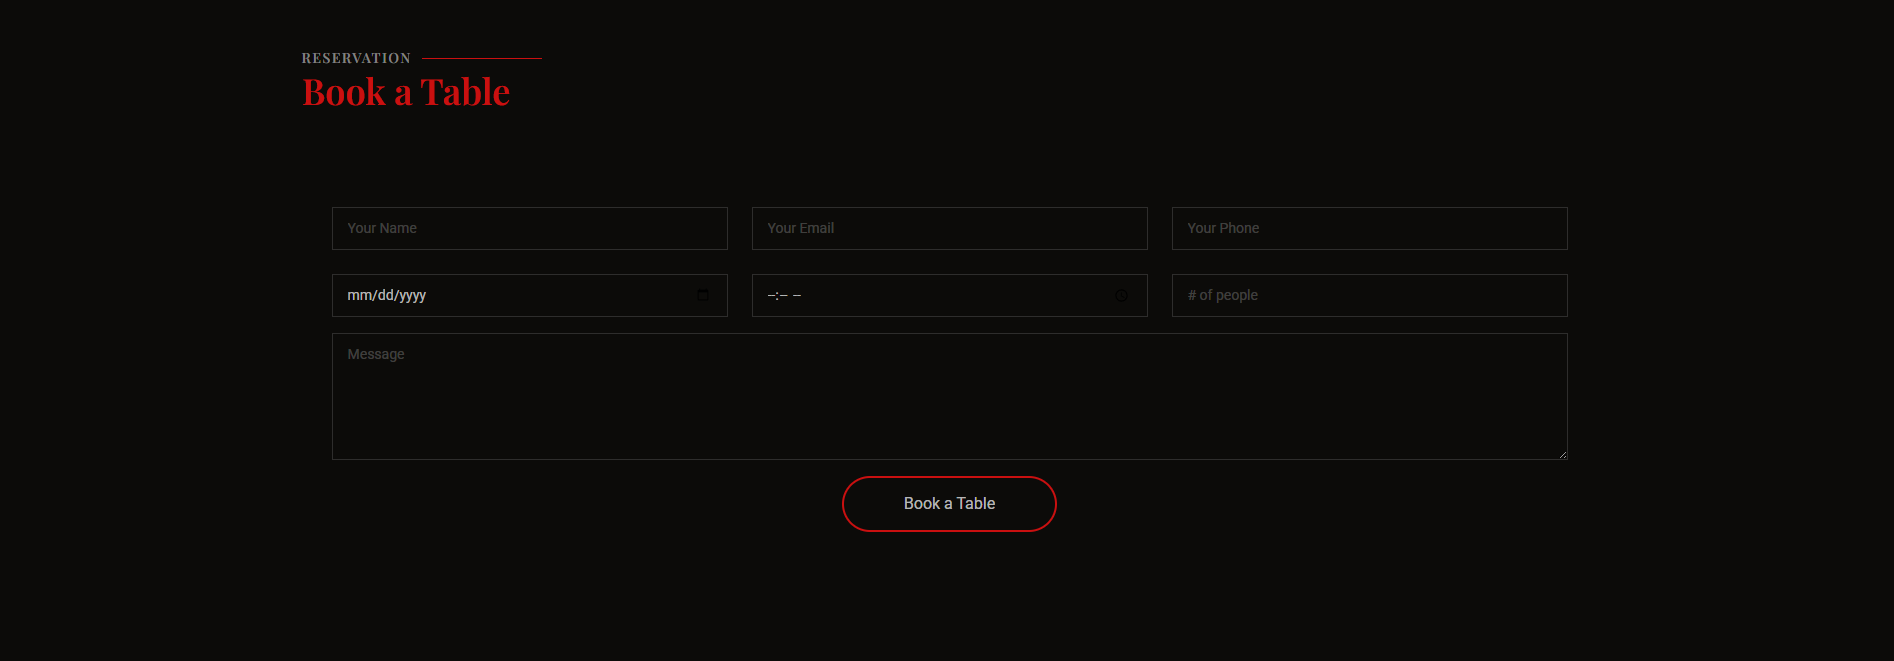 RESERVATION
Book a Table
Your Name
Your Email
Your Phone
mm/dd/yyyy
--:-- --
# of people
Message
Book a Table